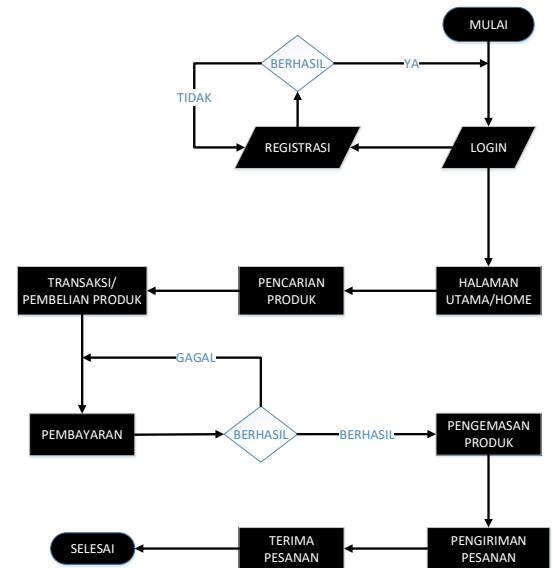 MULAI
BERHASIL
YA
TIDAK
REGISTRASI
LOGIN
TRANSAKSI/
PEMBELIAN PRODUK
PENCARIAN
PRODUK
HALAMAN
UTAMA/HOME
GAGAL
PEMBAYARAN
BERHASIL
BERHASIL
PENGEMASAN
PRODUK
SELESAI
TERIMA
PESANAN
PENGIRIMAN
PESANAN